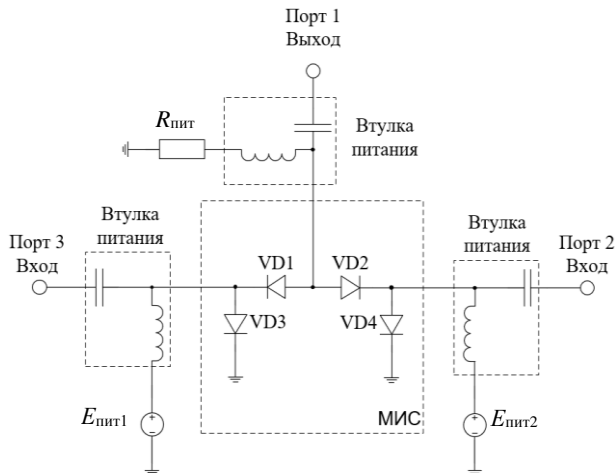 Порт 1
Выход
Rпит
Втулка
питания
Втулка
питания
Порт 3
Вход
Втулка
питания
Порт 2
Вход
VD1
VD2
VD3
VD4
Eпит1
МИС
Eпит2